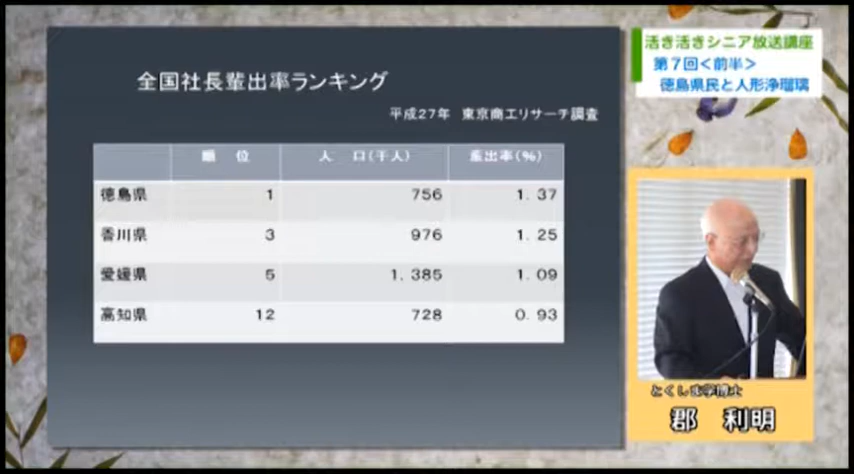 活き活きシニア放送講座
第7回<前半>
徳島県民と人形浄瑠璃
全国社長輩出率ランキング
平成27年 東京商工リサーチ調査
順 位 人 口(千人) 輩出率(%)
徳島県 1 756 1.37
香川県 3 976 1.25
愛媛県 5 1.385 1.09
高知県 12 728 0.93
とくしま学博士
郡 利明